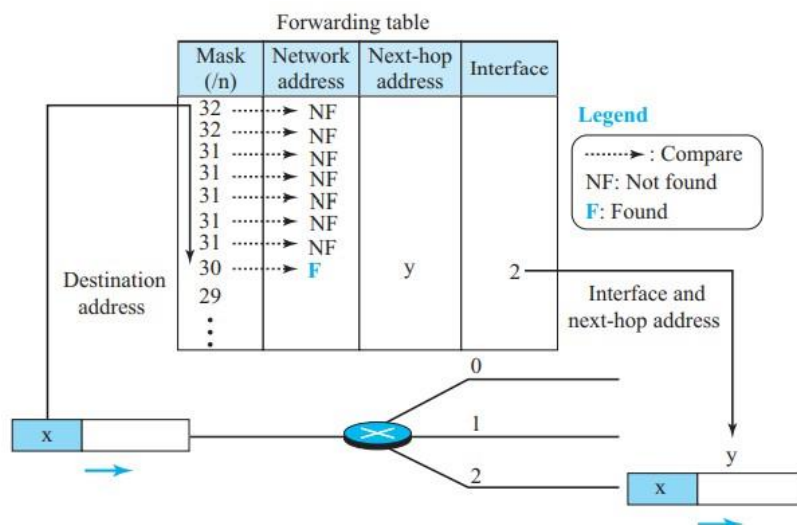 Forwarding table
Mask (/n) Network address Next-hop address Interface
32 NF
32 NF
31 NF
31 NF
31 NF
31 NF
31 NF
30 F y 2
29
Destination address
Legend
: Compare
NF: Not found
F: Found
Interface and
next-hop address
0
1
2
x
y
x